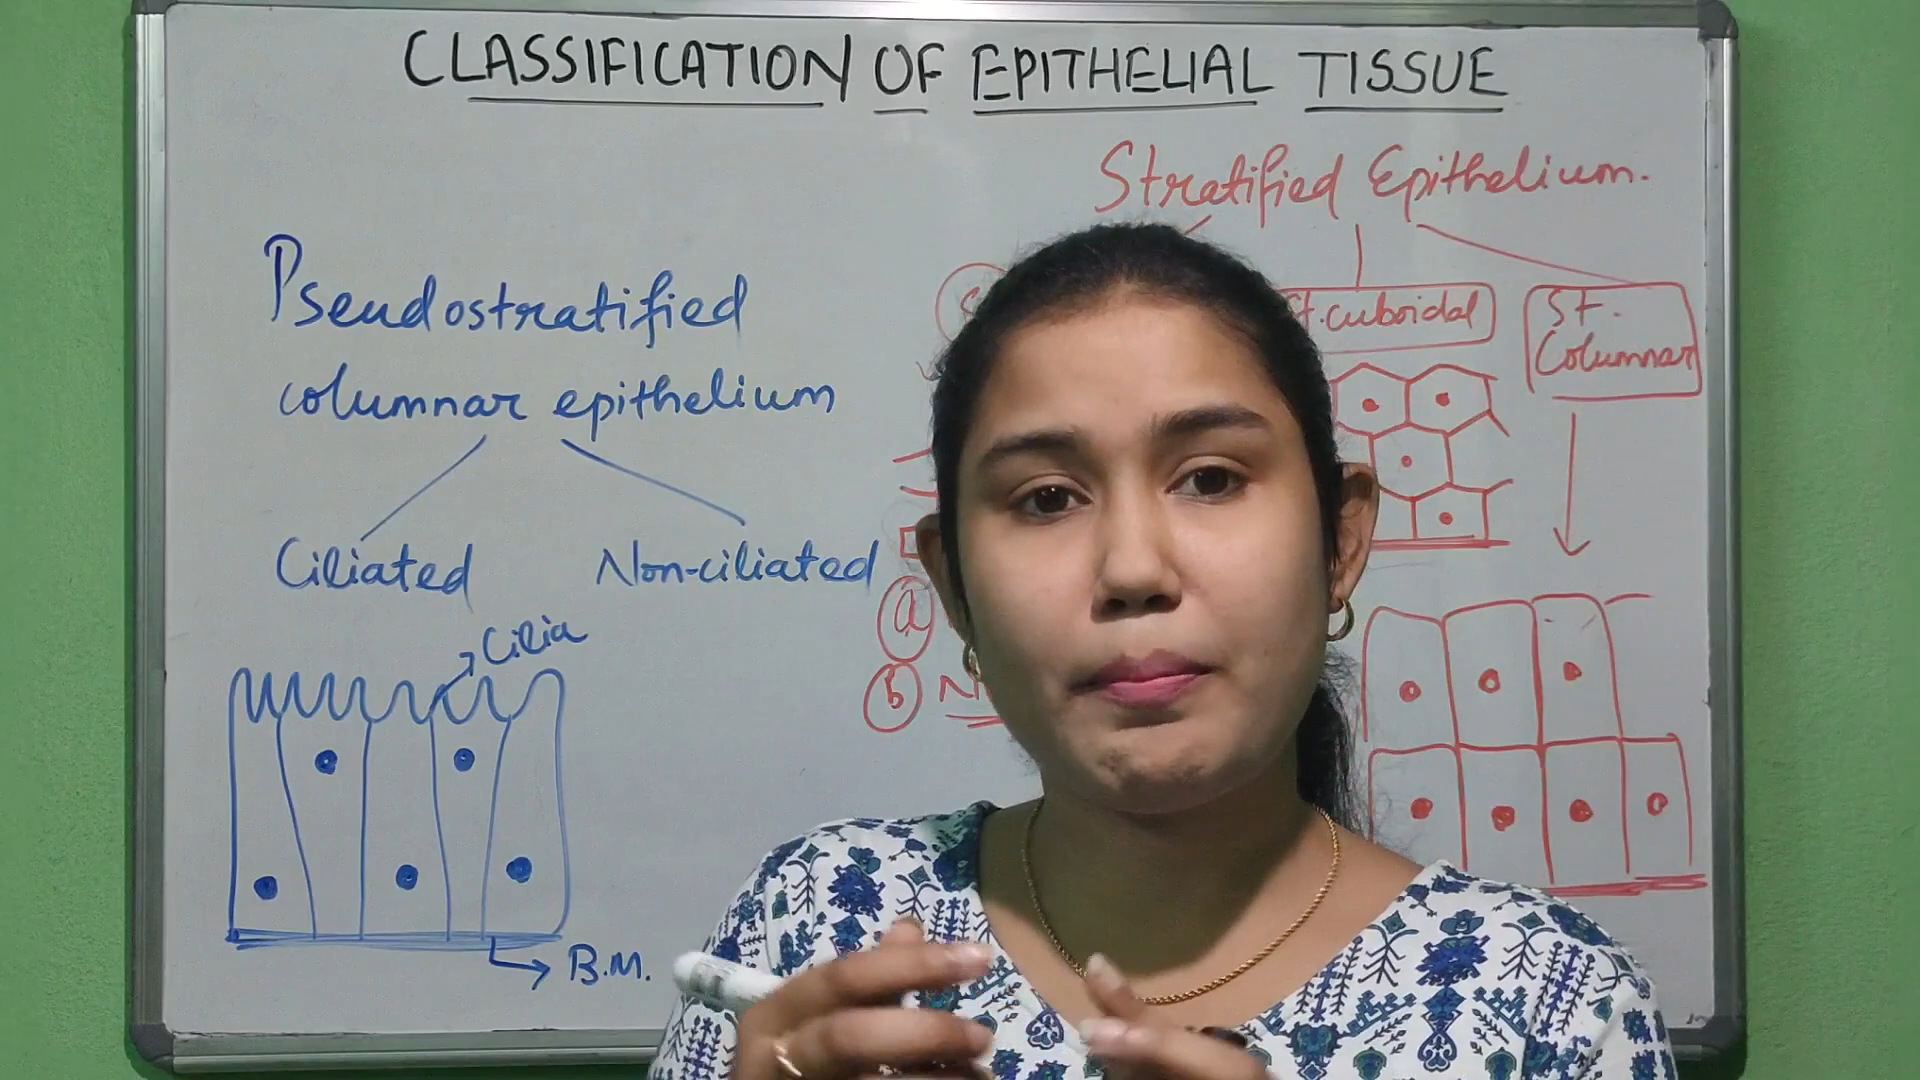 CLASSIFICATION OF EPITHELIAL TISSUE
Pseudostratified
columnar epithelium
Ciliated
Non-ciliated
Cilia
B.M.
Stratified Epithelium.
St. cuboidal
St.
Columnar
a
b